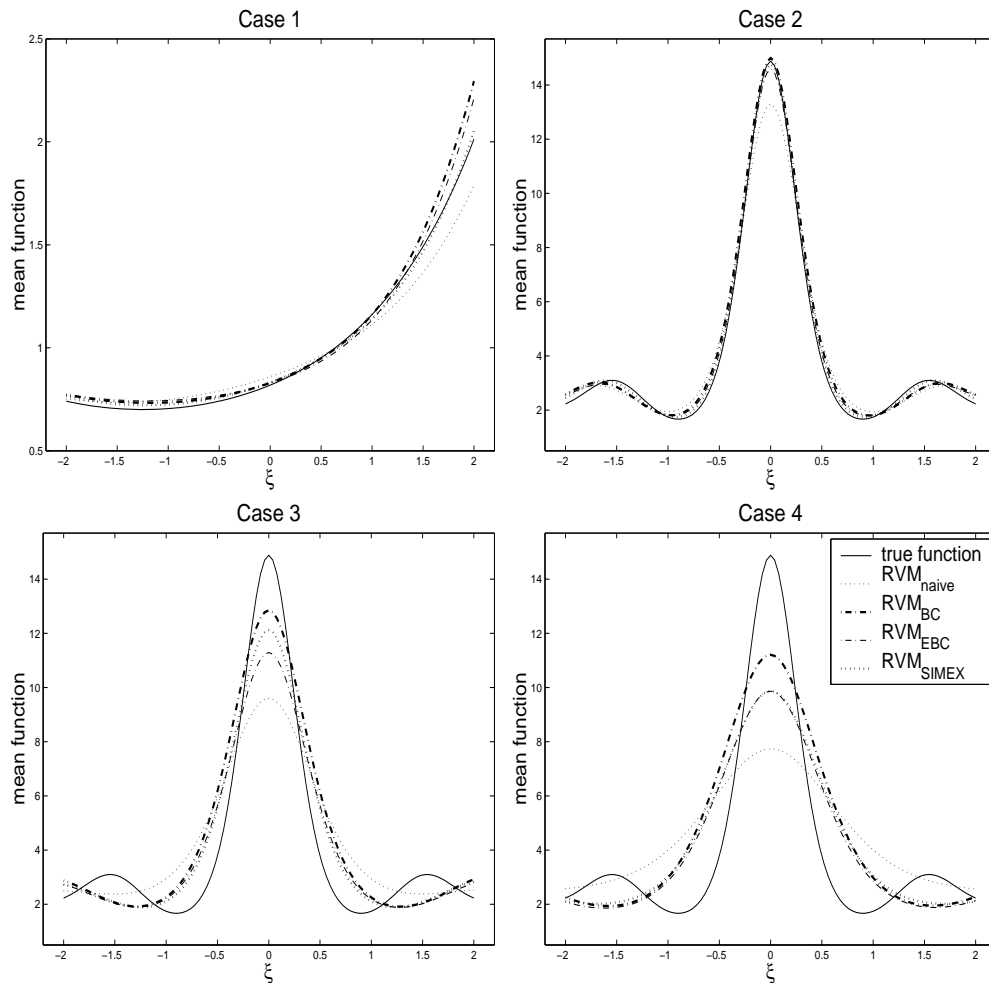 Case 1
2.5
2
1.5
1
0.5
mean function
−2 −1.5 −1 −0.5 0 0.5 1 1.5 2
ξ
Case 2
14
12
10
8
6
4
2
mean function
−2 −1.5 −1 −0.5 0 0.5 1 1.5 2
ξ
Case 3
14
12
10
8
6
4
2
mean function
−2 −1.5 −1 −0.5 0 0.5 1 1.5 2
ξ
Case 4
14
12
10
8
6
4
2
mean function
−2 −1.5 −1 −0.5 0 0.5 1 1.5 2
ξ
true function
RVM_naive
RVM_BC
RVM_EBC
RVM_SIMEX